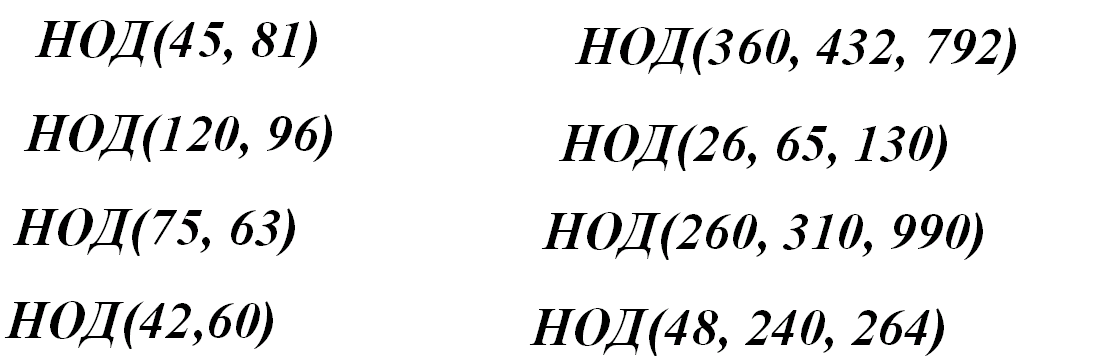 НОД(45, 81)
НОД(120, 96)
НОД(75, 63)
НОД(42,60)
НОД(360, 432, 792)
НОД(26, 65, 130)
НОД(260, 310, 990)
НОД(48, 240, 264)